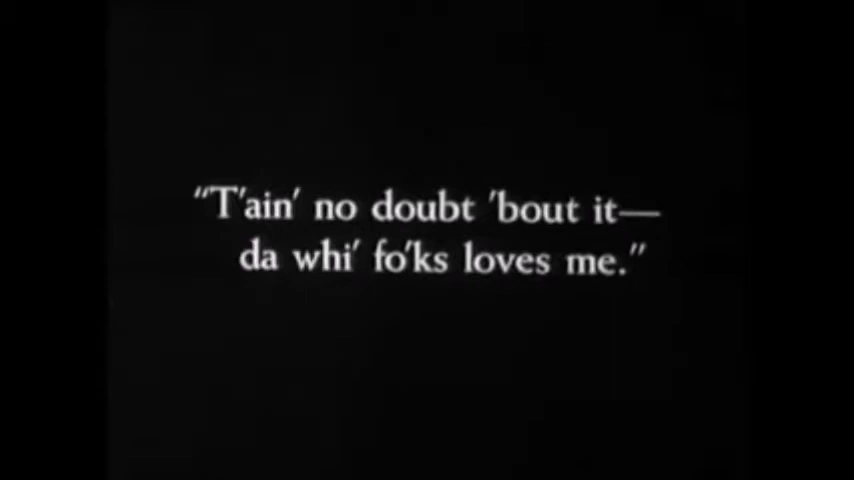 “T'ain' no doubt 'bout it—
da whi' fo'ks loves me.”